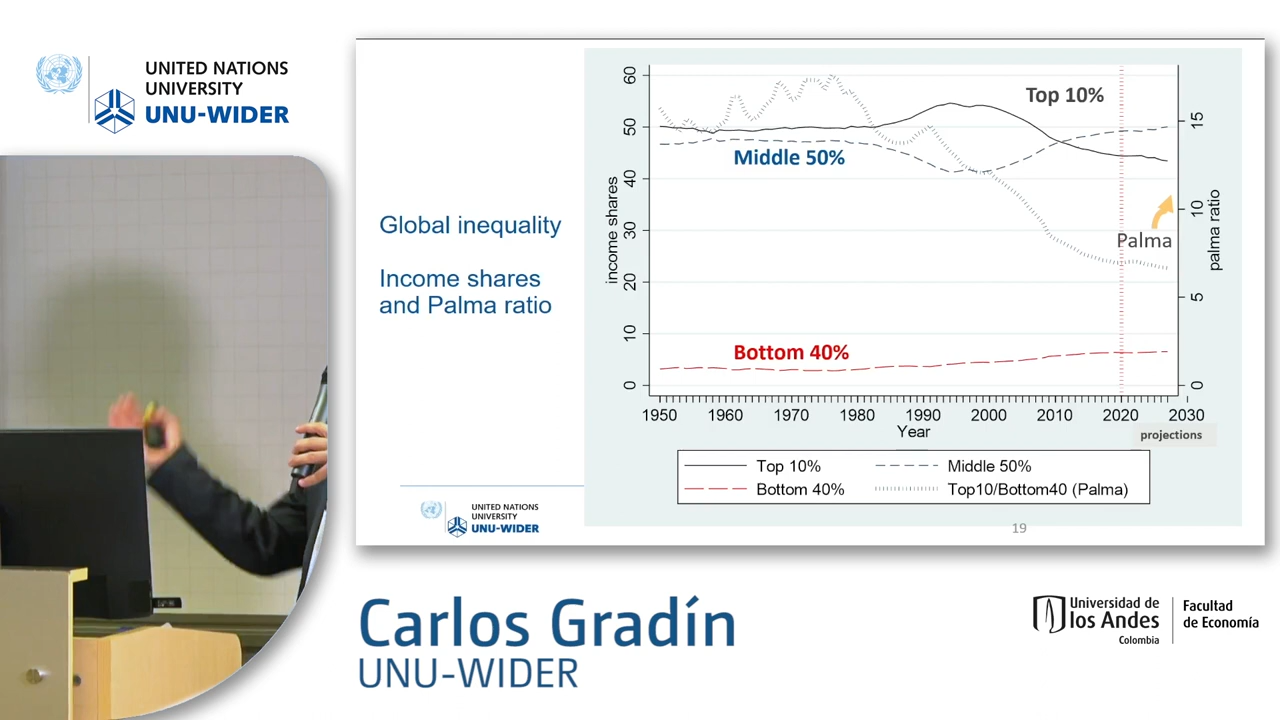 UNITED NATIONS
UNIVERSITY
UNU-WIDER
Global inequality
Income shares
and Palma ratio
Top 10%
Middle 50%
Bottom 40%
Palma
income shares
0
10
20
30
40
50
60
palma ratio
0
5
10
15
1950
1960
1970
1980
1990
2000
2010
2020
2030
Year
projections
Top 10%
Middle 50%
Bottom 40%
Top10/Bottom40 (Palma)
UNITED NATIONS
UNIVERSITY
UNU-WIDER
19
Carlos Gradín
UNU-WIDER
Universidad de
los Andes
Colombia
Facultad
de Economía